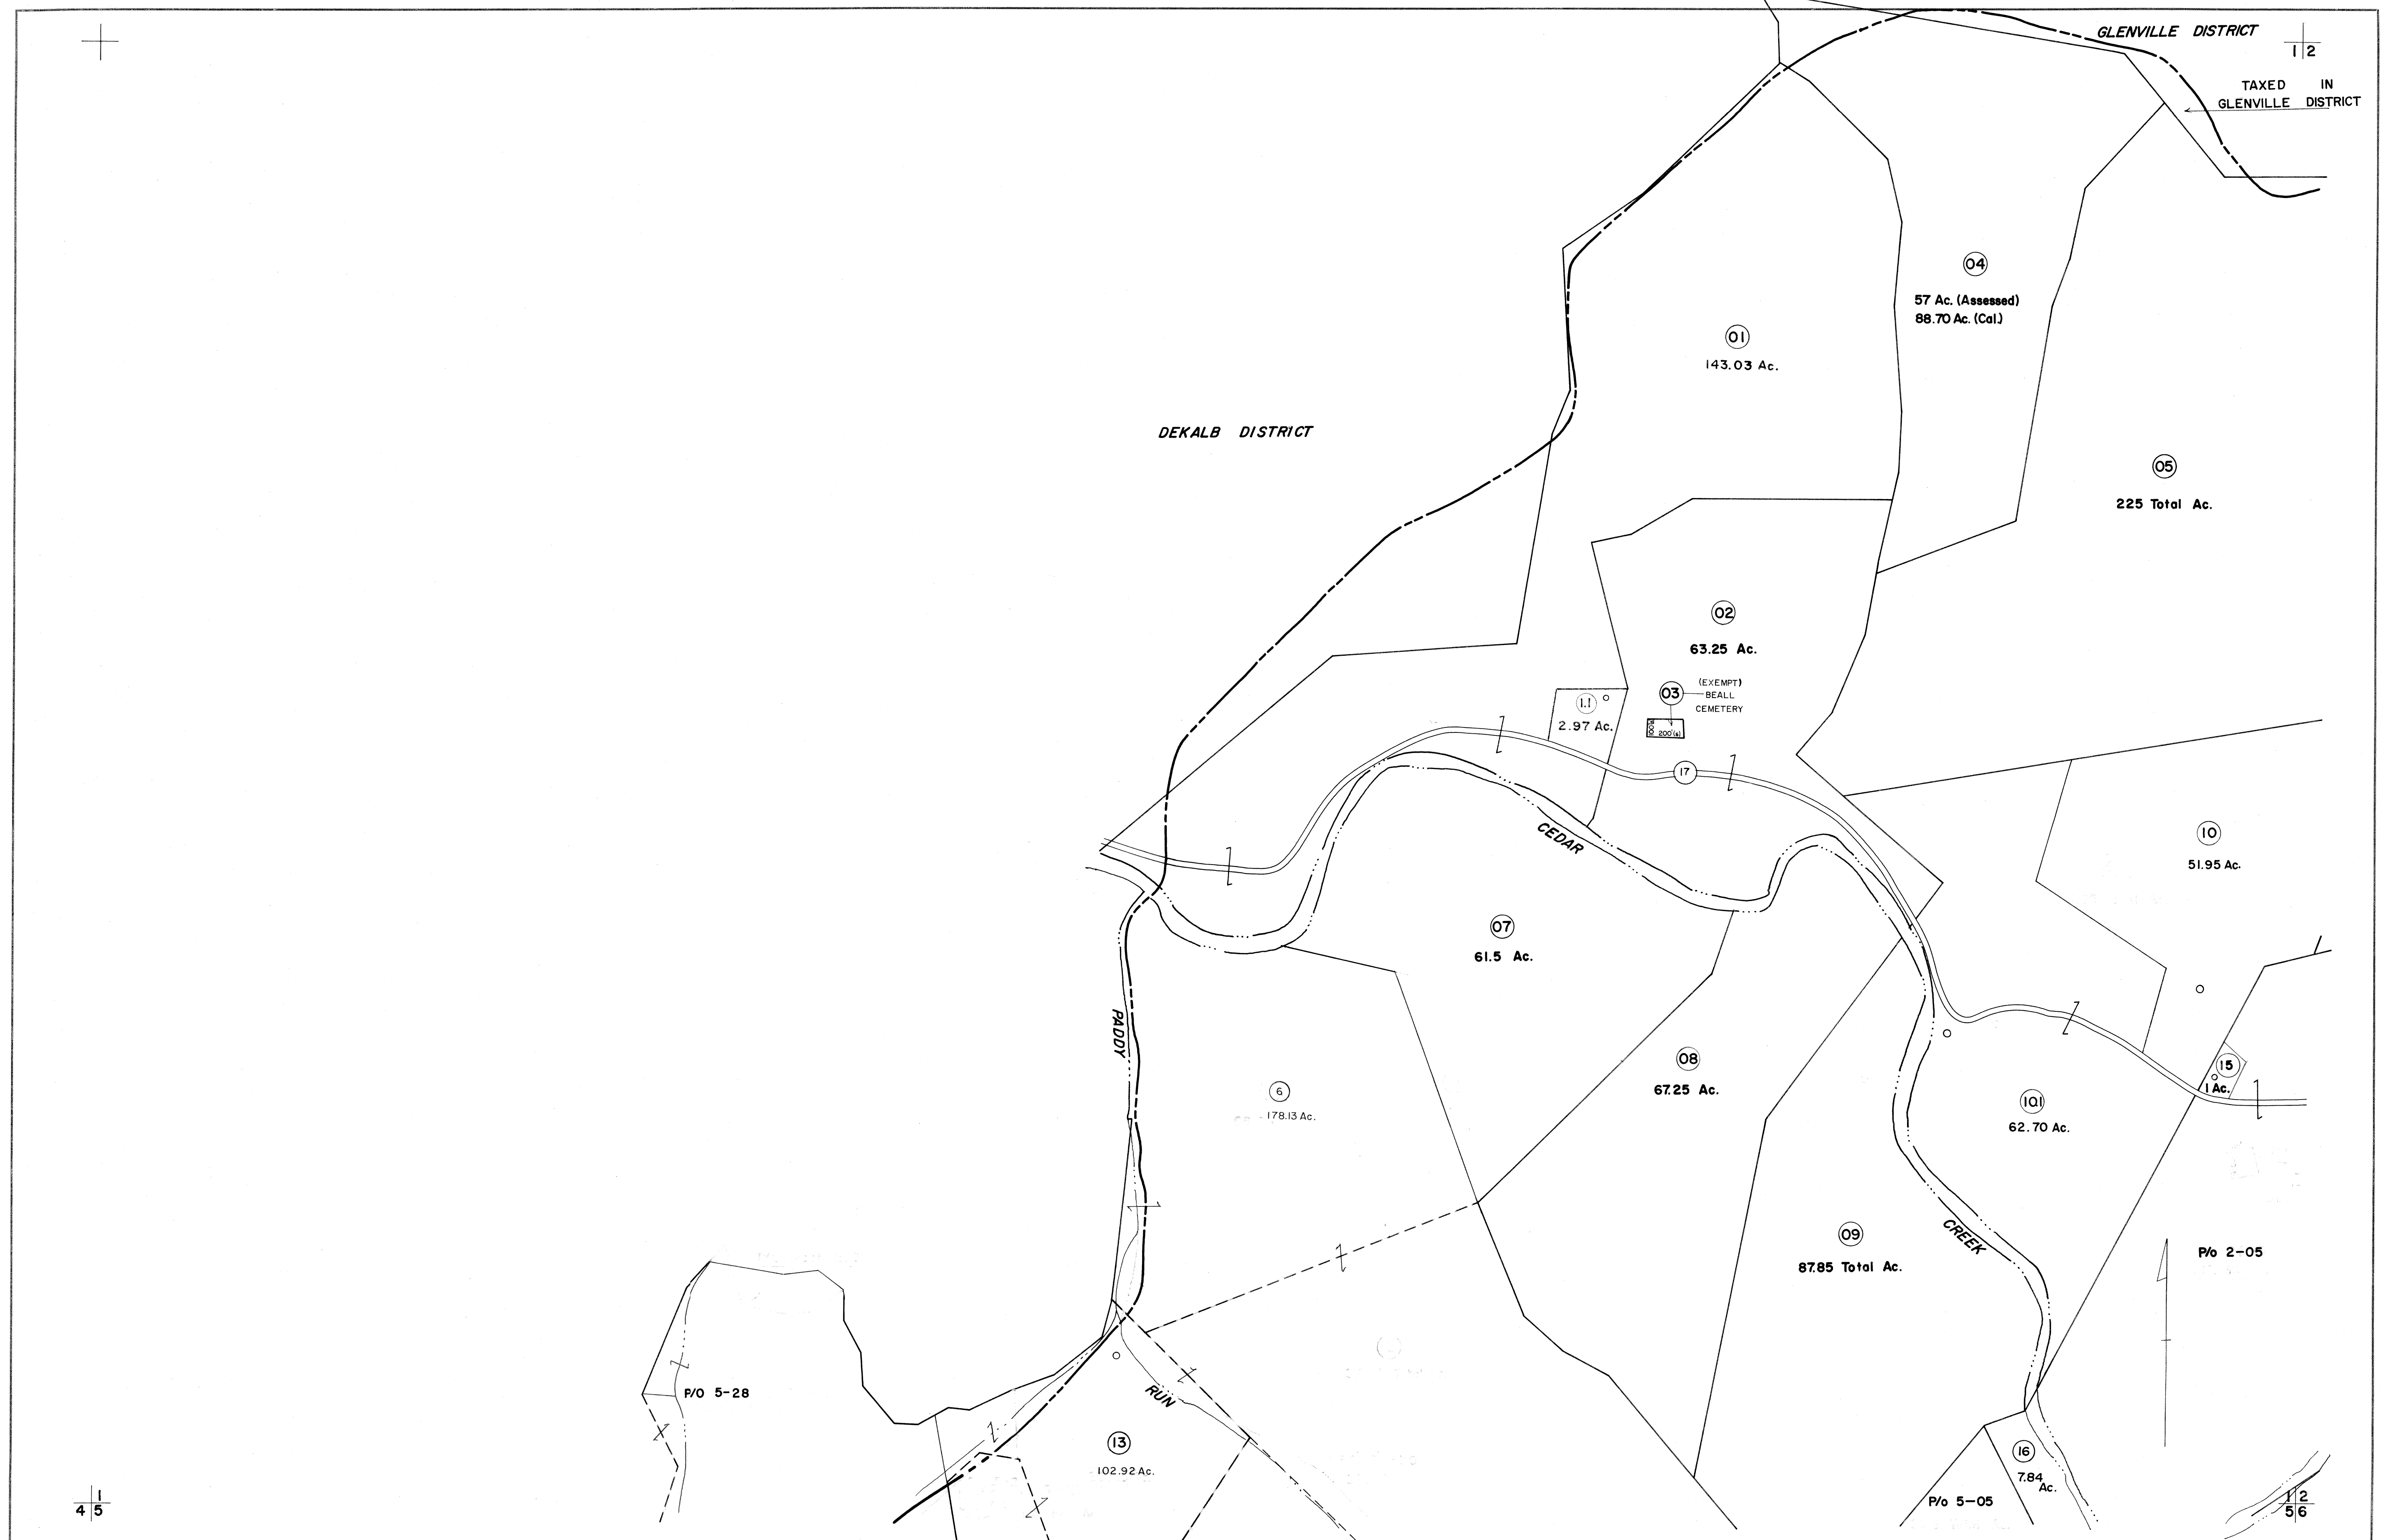 GLENVILLE DISTRICT
1 2
TAXED IN
GLENVILLE DISTRICT
04
57 Ac. (Assessed)
88.70 Ac. (Cal.)
01
143.03 Ac.
DEKALB DISTRICT
05
225 Total Ac.
02
63.25 Ac.
03
(EXEMPT)
BEALL
CEMETERY
1.1
2.97 Ac.
17
CEDAR
10
51.95 Ac.
07
61.5 Ac.
PADDY
08
67.25 Ac.
6
178.13 Ac.
15
1 Ac.
10.1
62.70 Ac.
CREEK
09
87.85 Total Ac.
P/o 2-05
P/O 5-28
RUN
13
102.92 Ac.
16
7.84
Ac.
P/o 5-05
1
4 5
1 2
5 6